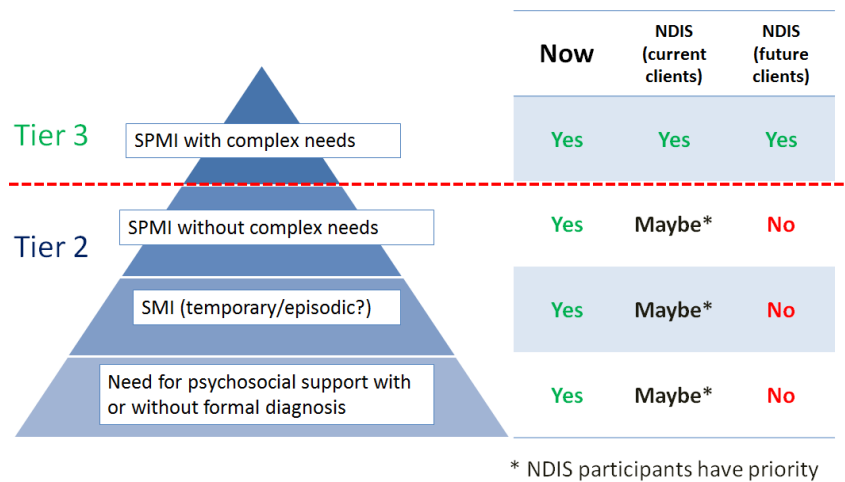 Now
NDIS
(current
clients)
NDIS
(future
clients)
Tier 3
SPMI with complex needs
Yes
Yes
Yes
Tier 2
SPMI without complex needs
Yes
Maybe*
No
SMI (temporary/episodic?)
Yes
Maybe*
No
Need for psychosocial support with
or without formal diagnosis
Yes
Maybe*
No
* NDIS participants have priority